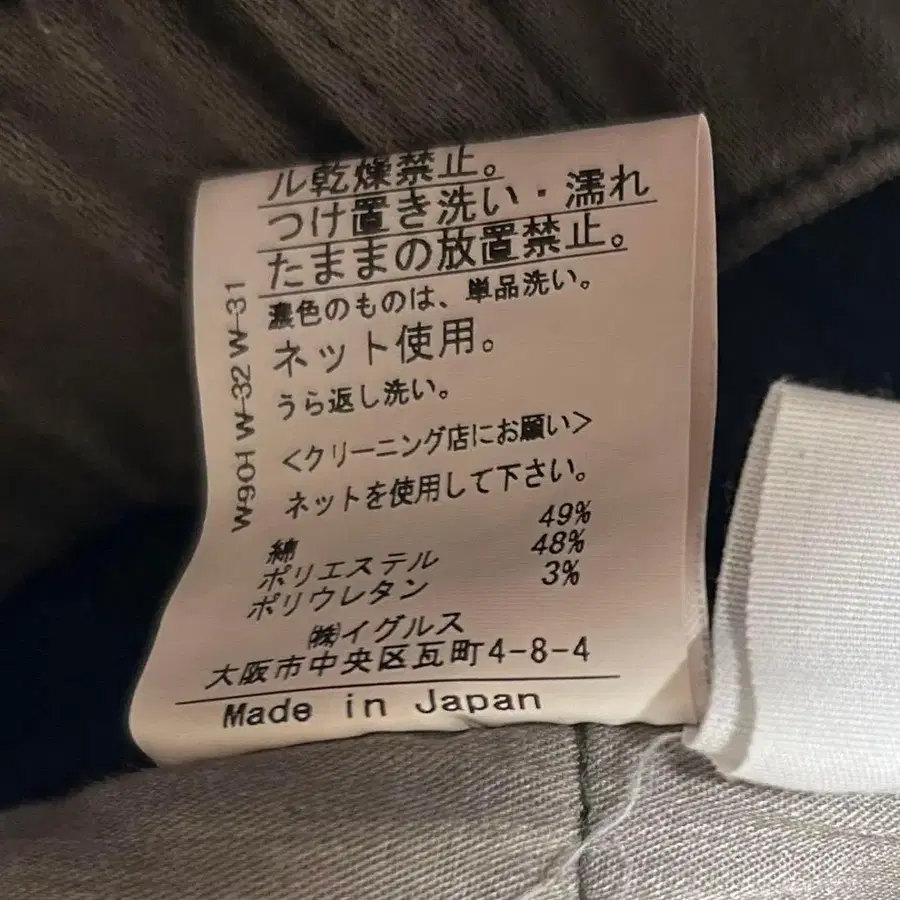 ル乾燥禁止。
つけ置き洗い・濡れ
たままの放置禁止。
濃色のものは、単品洗い。
ネット使用。
うら返し洗い。
<クリーニング店にお願い>
ネットを使用して下さい。
綿 49%
ポリエステル 48%
ポリウレタン 3%
㈱イグルス
大阪市中央区瓦町4-8-4
Made in Japan
W901 W-32 W-31